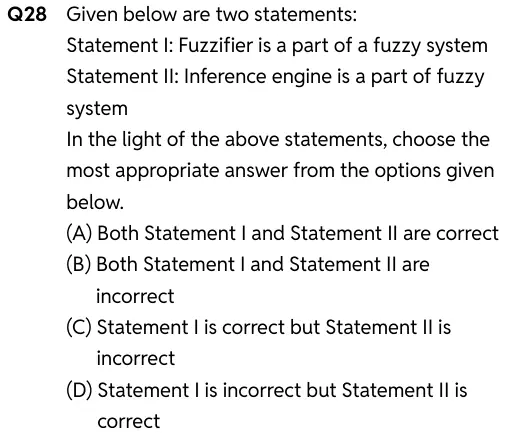 Q28 Given below are two statements:
Statement I: Fuzzifier is a part of a fuzzy system
Statement II: Inference engine is a part of fuzzy
system
In the light of the above statements, choose the
most appropriate answer from the options given
below.
(A) Both Statement I and Statement II are correct
(B) Both Statement I and Statement II are
incorrect
(C) Statement I is correct but Statement II is
incorrect
(D) Statement I is incorrect but Statement II is
correct